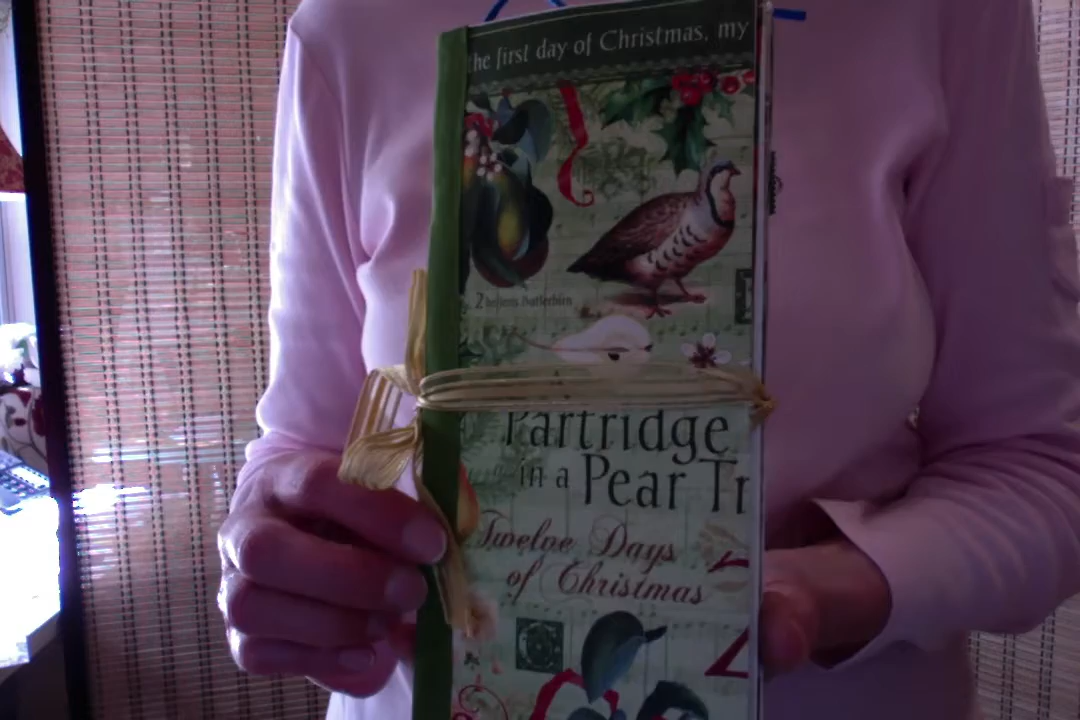 the first day of Christmas, my
Partridge
in a Pear Tr
Twelve Days
of Christmas